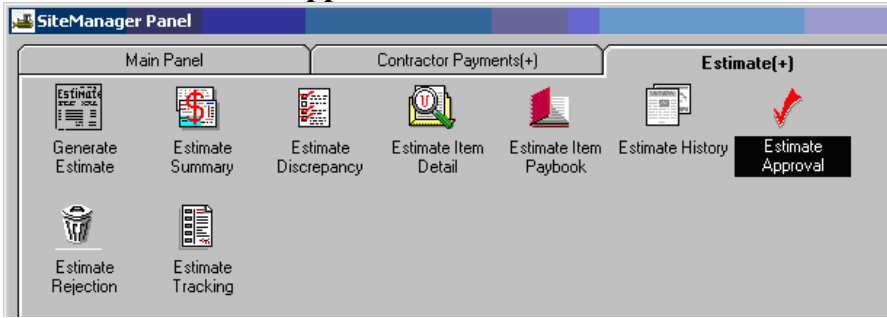 SiteManager Panel
Main Panel
Contractor Payments(+)
Estimate(+)
Generate
Estimate
Estimate
Summary
Estimate
Discrepancy
Estimate Item
Detail
Estimate Item
Paybook
Estimate History
Estimate
Approval
Estimate
Rejection
Estimate
Tracking